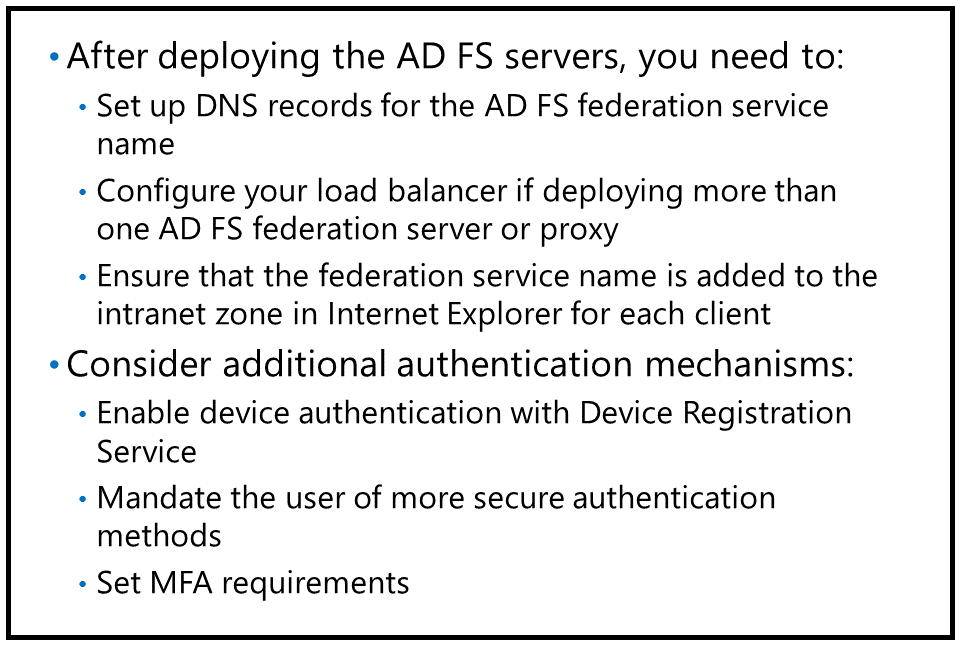 • After deploying the AD FS servers, you need to:
• Set up DNS records for the AD FS federation service
name
• Configure your load balancer if deploying more than
one AD FS federation server or proxy
• Ensure that the federation service name is added to the
intranet zone in Internet Explorer for each client
• Consider additional authentication mechanisms:
• Enable device authentication with Device Registration
Service
• Mandate the user of more secure authentication
methods
• Set MFA requirements